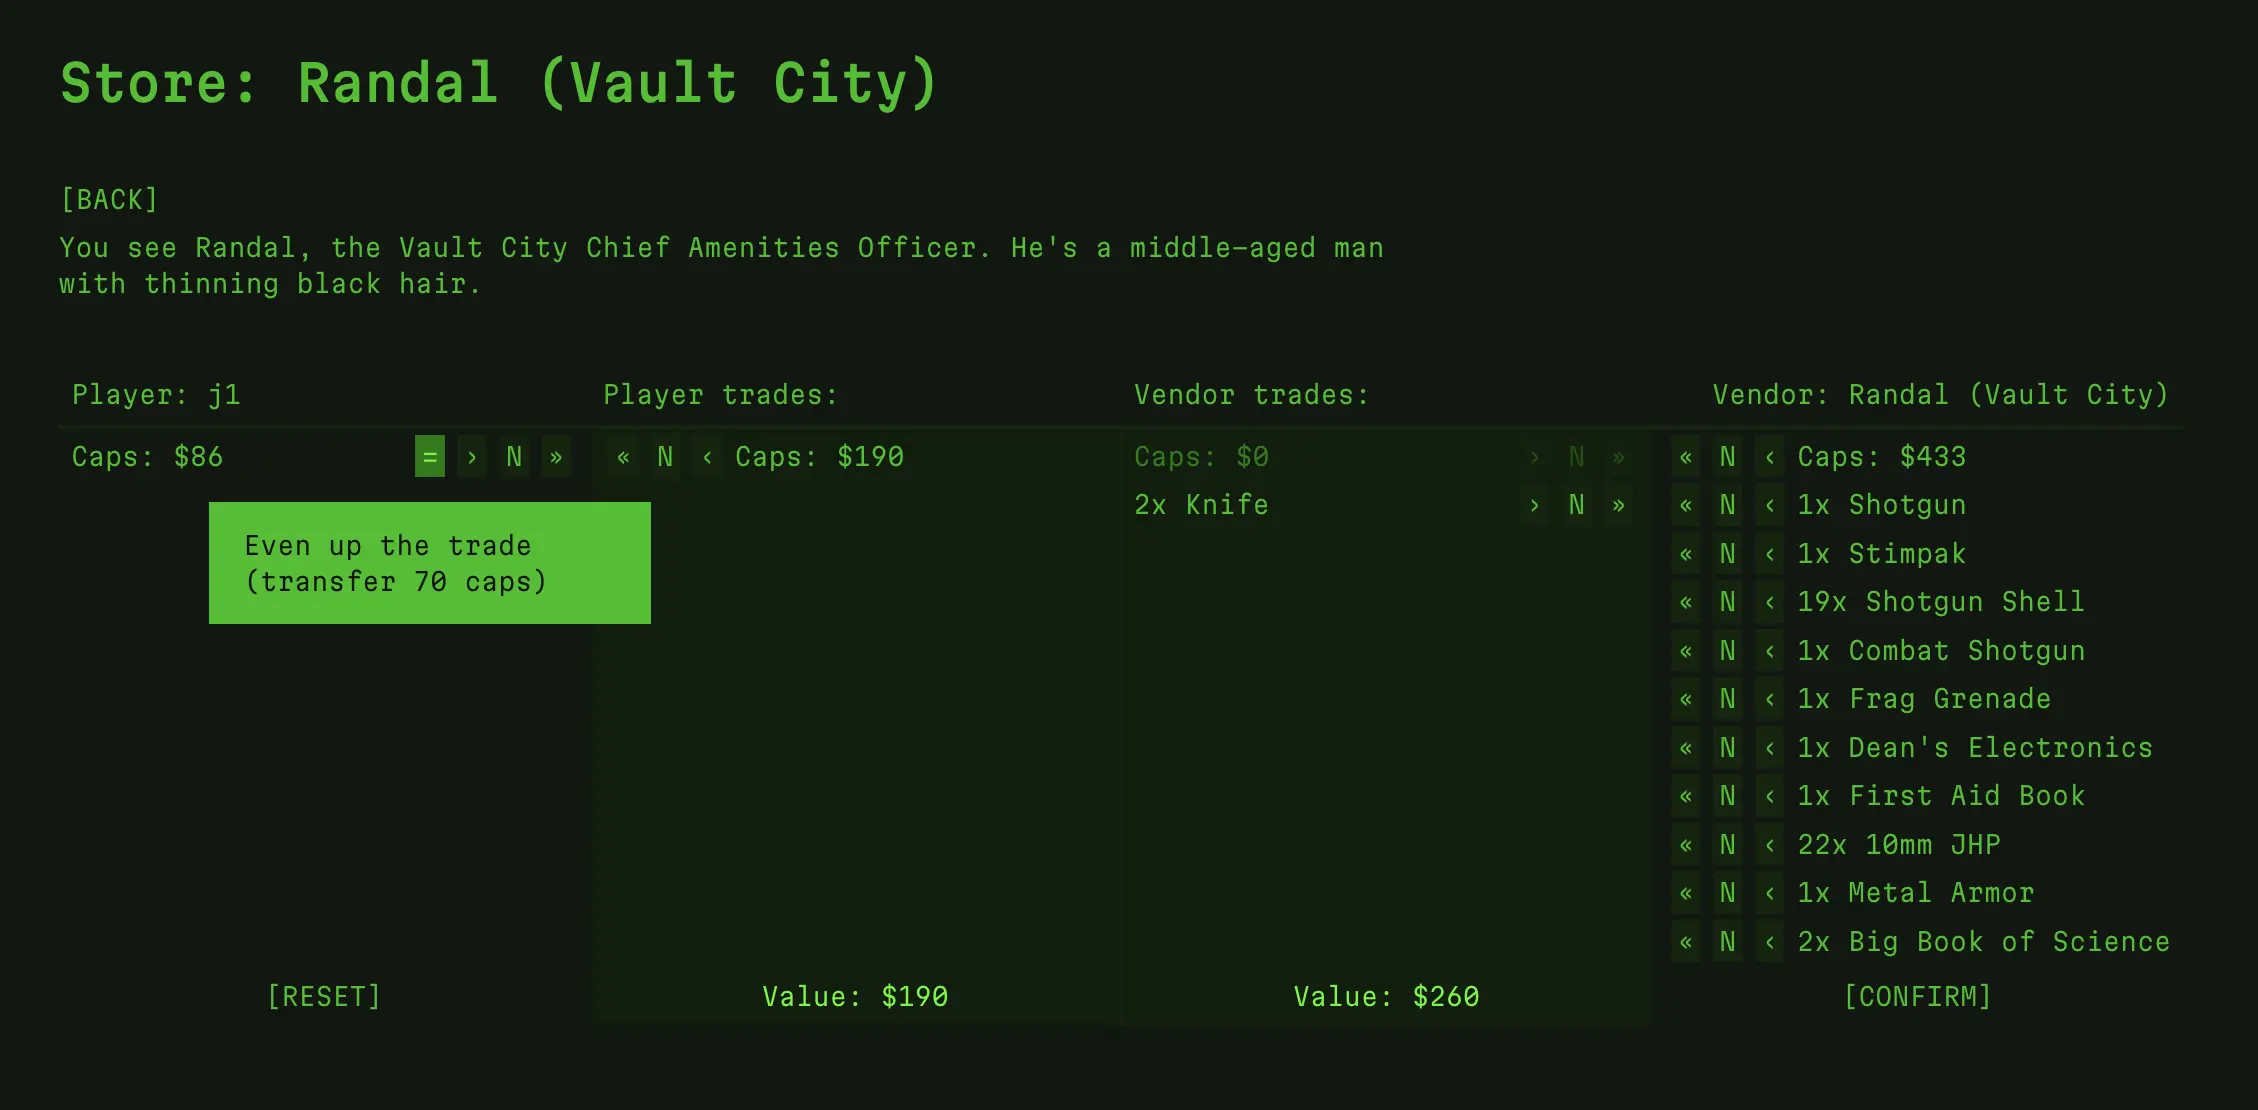 Store: Randal (Vault City)
[BACK]
You see Randal, the Vault City Chief Amenities Officer. He's a middle-aged man
with thinning black hair.
Player: j1 Player trades: Vendor trades: Vendor: Randal (Vault City)
Caps: $86 = › N » « N ‹ Caps: $190 Caps: $0 › N » « N ‹ Caps: $433
2x Knife › N » « N ‹ 1x Shotgun
Even up the trade
(transfer 70 caps)
« N ‹ 1x Stimpak
« N ‹ 19x Shotgun Shell
« N ‹ 1x Combat Shotgun
« N ‹ 1x Frag Grenade
« N ‹ 1x Dean's Electronics
« N ‹ 1x First Aid Book
« N ‹ 22x 10mm JHP
« N ‹ 1x Metal Armor
« N ‹ 2x Big Book of Science
[RESET] Value: $190 Value: $260 [CONFIRM]